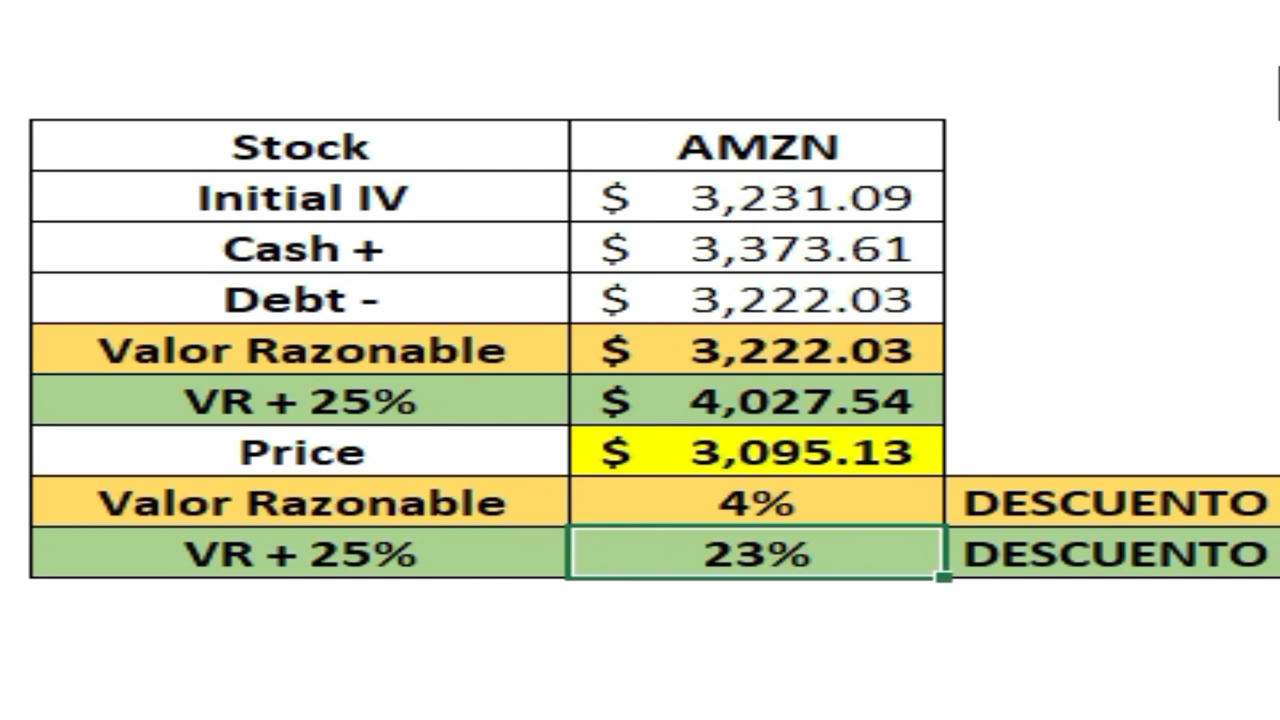 Stock AMZN
Initial IV $ 3,231.09
Cash + $ 3,373.61
Debt - $ 3,222.03
Valor Razonable $ 3,222.03
VR + 25% $ 4,027.54
Price $ 3,095.13
Valor Razonable 4% DESCUENTO
VR + 25% 23% DESCUENTO